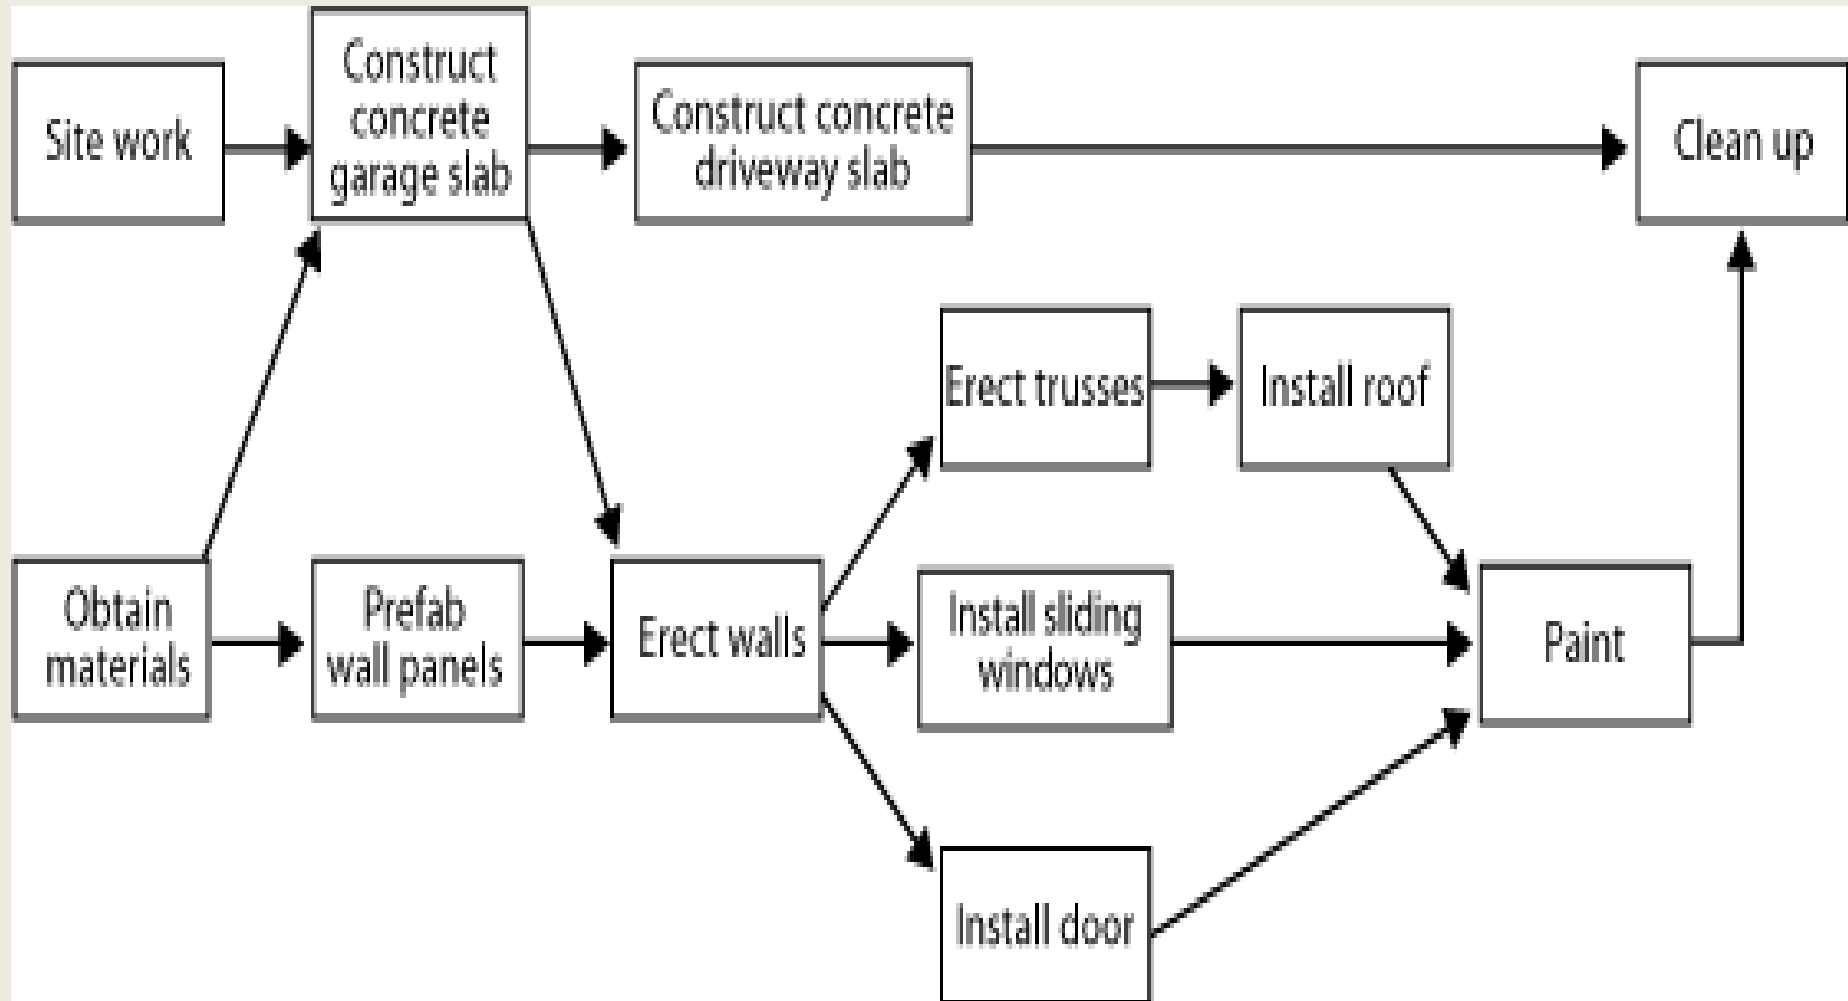 Site work
Construct
concrete
garage slab
Construct concrete
driveway slab
Clean up
Erect trusses
Install roof
Obtain
materials
Prefab
wall panels
Erect walls
Install sliding
windows
Paint
Install door